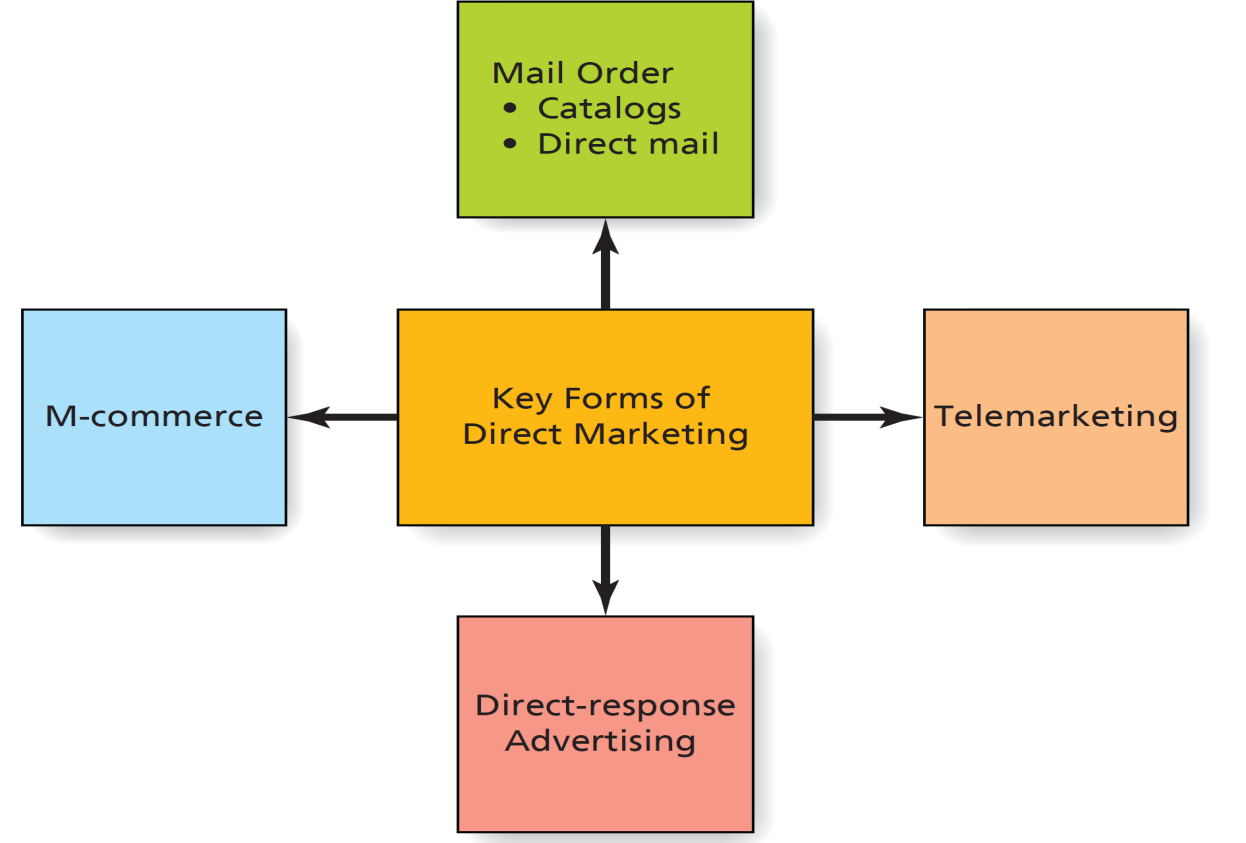 Mail Order
• Catalogs
• Direct mail
M-commerce
Key Forms of
Direct Marketing
Telemarketing
Direct-response
Advertising